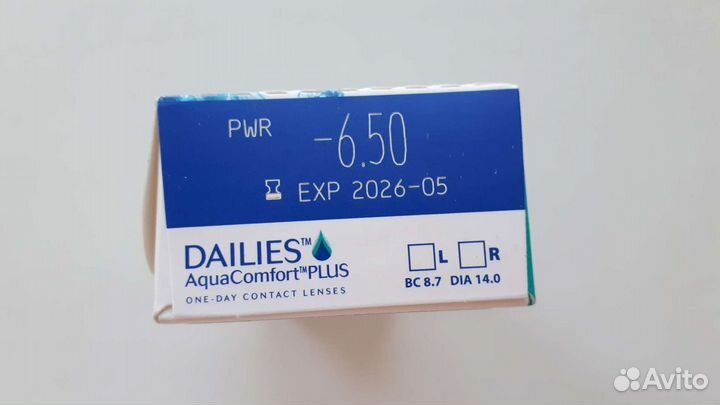 PWR -6.50
EXP 2026-05
DAILIES™
AquaComfort™PLUS
ONE-DAY CONTACT LENSES
L R
BC 8.7 DIA 14.0
Avito